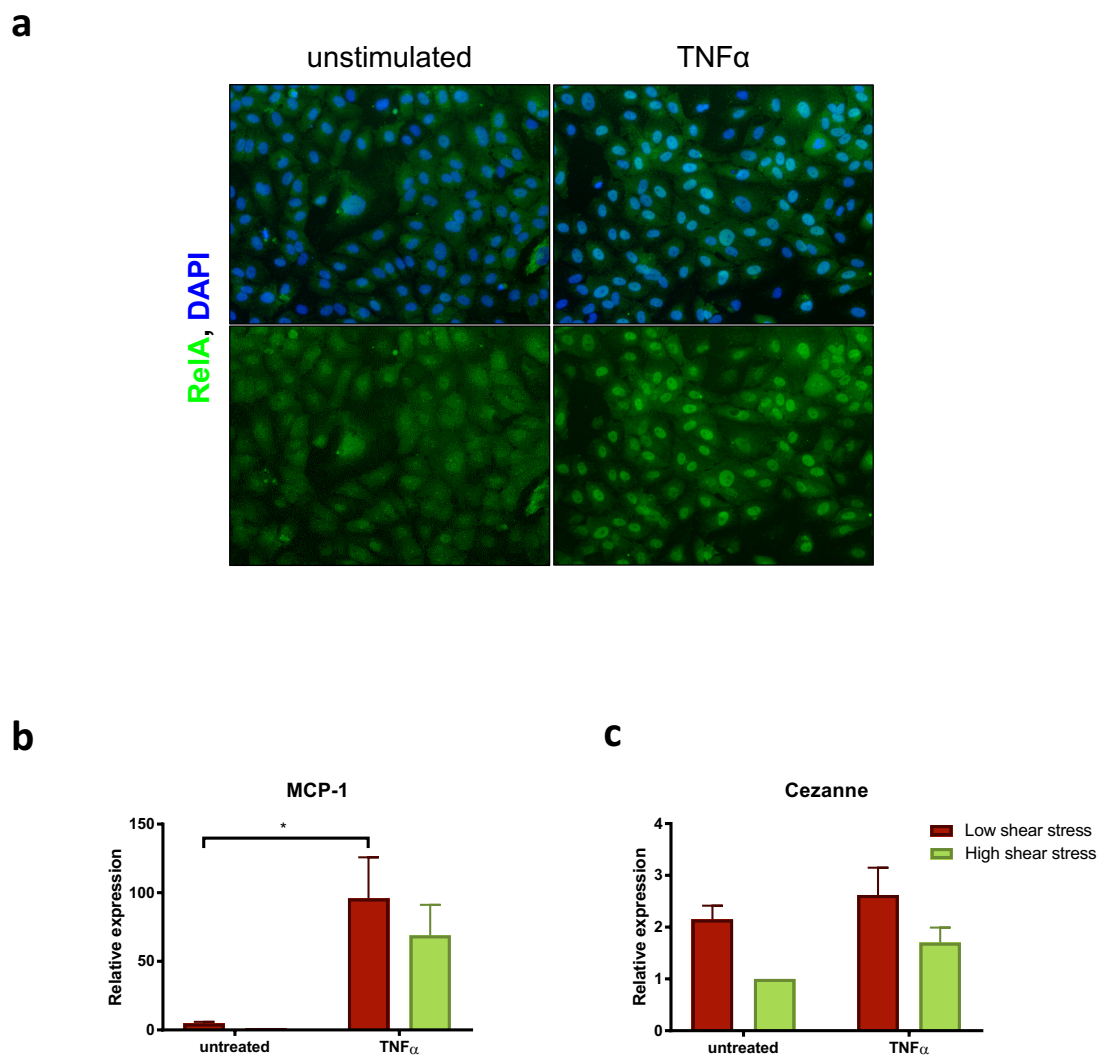 a
unstimulated
TNFα
RelA, DAPI
b
c
MCP-1
Relative expression
150
100
50
0
*
untreated
TNFα
Cezanne
Relative expression
4
3
2
1
0
untreated
TNFα
Low shear stress
High shear stress